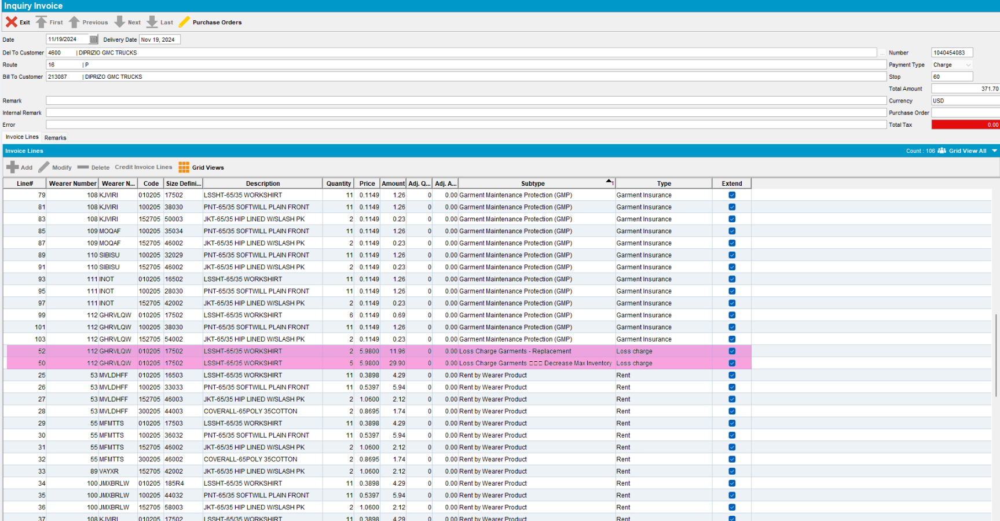 Inquiry Invoice
Exit First Previous Next Last Purchase Orders
Date 11/19/2024 Delivery Date Nov 19, 2024
Del To Customer 4600 | DIPRIZIO GMC TRUCKS ... Number 1040454083
Route 16 | P Payment Type Charge
Bill To Customer 213087 | DIPRIZO GMC TRUCKS Stop 60
Total Amount 371.70
Remark Currency USD
Internal Remark Purchase Order
Error Total Tax 0.00
Invoice Lines Remarks
Invoice Lines Count : 106 Grid View All
Add Modify Delete Credit Invoice Lines Grid Views
Line# Wearer Number Wearer N... Code Size Defini... Description Quantity Price Amount Adj. Q... Adj. A... Subtype 1 Type Extend
79 108 KJVIRI 010205 17502 LSSHT-65/35 WORKSHIRT 11 0.1149 1.26 0 0.00 Garment Maintenance Protection (GMP) Garment Insurance
81 108 KJVIRI 100205 38030 PNT-65/35 SOFTWILL PLAIN FRONT 11 0.1149 1.26 0 0.00 Garment Maintenance Protection (GMP) Garment Insurance
83 108 KJVIRI 152705 50003 JKT-65/35 HIP LINED W/SLASH PK 2 0.1149 0.23 0 0.00 Garment Maintenance Protection (GMP) Garment Insurance
85 109 MOQAF 100205 35034 PNT-65/35 SOFTWILL PLAIN FRONT 11 0.1149 1.26 0 0.00 Garment Maintenance Protection (GMP) Garment Insurance
87 109 MOQAF 152705 46002 JKT-65/35 HIP LINED W/SLASH PK 2 0.1149 0.23 0 0.00 Garment Maintenance Protection (GMP) Garment Insurance
89 110 SIBISU 100205 32029 PNT-65/35 SOFTWILL PLAIN FRONT 11 0.1149 1.26 0 0.00 Garment Maintenance Protection (GMP) Garment Insurance
91 110 SIBISU 152705 46002 JKT-65/35 HIP LINED W/SLASH PK 2 0.1149 0.23 0 0.00 Garment Maintenance Protection (GMP) Garment Insurance
93 111 INOT 010205 16502 LSSHT-65/35 WORKSHIRT 11 0.1149 1.26 0 0.00 Garment Maintenance Protection (GMP) Garment Insurance
95 111 INOT 100205 28030 PNT-65/35 SOFTWILL PLAIN FRONT 11 0.1149 1.26 0 0.00 Garment Maintenance Protection (GMP) Garment Insurance
97 111 INOT 152705 42002 JKT-65/35 HIP LINED W/SLASH PK 2 0.1149 0.23 0 0.00 Garment Maintenance Protection (GMP) Garment Insurance
99 112 GHRVLQW 010205 17502 LSSHT-65/35 WORKSHIRT 6 0.1149 0.69 0 0.00 Garment Maintenance Protection (GMP) Garment Insurance
101 112 GHRVLQW 100205 38030 PNT-65/35 SOFTWILL PLAIN FRONT 11 0.1149 1.26 0 0.00 Garment Maintenance Protection (GMP) Garment Insurance
103 112 GHRVLQW 152705 54002 JKT-65/35 HIP LINED W/SLASH PK 2 0.1149 0.23 0 0.00 Garment Maintenance Protection (GMP) Garment Insurance
52 112 GHRVLQW 010205 17502 LSSHT-65/35 WORKSHIRT 2 5.9800 11.96 0 0.00 Loss Charge Garments - Replacement Loss charge
50 112 GHRVLQW 010205 17502 LSSHT-65/35 WORKSHIRT 5 5.9800 29.90 0 0.00 Loss Charge Garments □□□ Decrease Max Inventory Loss charge
25 53 MVLDHFF 010205 16503 LSSHT-65/35 WORKSHIRT 11 0.3898 4.29 0 0.00 Rent by Wearer Product Rent
26 53 MVLDHFF 100205 33033 PNT-65/35 SOFTWILL PLAIN FRONT 11 0.5397 5.94 0 0.00 Rent by Wearer Product Rent
27 53 MVLDHFF 152705 46003 JKT-65/35 HIP LINED W/SLASH PK 2 1.0600 2.12 0 0.00 Rent by Wearer Product Rent
28 53 MVLDHFF 300205 44003 COVERALL-65POLY 35COTTON 2 0.8695 1.74 0 0.00 Rent by Wearer Product Rent
29 55 MFMTTS 010205 17503 LSSHT-65/35 WORKSHIRT 11 0.3898 4.29 0 0.00 Rent by Wearer Product Rent
30 55 MFMTTS 100205 36032 PNT-65/35 SOFTWILL PLAIN FRONT 11 0.5397 5.94 0 0.00 Rent by Wearer Product Rent
31 55 MFMTTS 152705 46002 JKT-65/35 HIP LINED W/SLASH PK 2 1.0600 2.12 0 0.00 Rent by Wearer Product Rent
32 55 MFMTTS 300205 46002 COVERALL-65POLY 35COTTON 2 0.8695 1.74 0 0.00 Rent by Wearer Product Rent
33 89 VAYXR 152705 42002 JKT-65/35 HIP LINED W/SLASH PK 2 1.0600 2.12 0 0.00 Rent by Wearer Product Rent
34 100 JMXBRLW 010205 185R4 LSSHT-65/35 WORKSHIRT 11 0.3898 4.29 0 0.00 Rent by Wearer Product Rent
35 100 JMXBRLW 100205 44032 PNT-65/35 SOFTWILL PLAIN FRONT 11 0.5397 5.94 0 0.00 Rent by Wearer Product Rent
36 100 JMXBRLW 152705 58003 JKT-65/35 HIP LINED W/SLASH PK 2 1.0600 2.12 0 0.00 Rent by Wearer Product Rent
37 108 KJVIRI 010205 17502 LSSHT-65/35 WORKSHIRT 11 0.3898 4.29 0 0.00 Rent by Wearer Product Rent